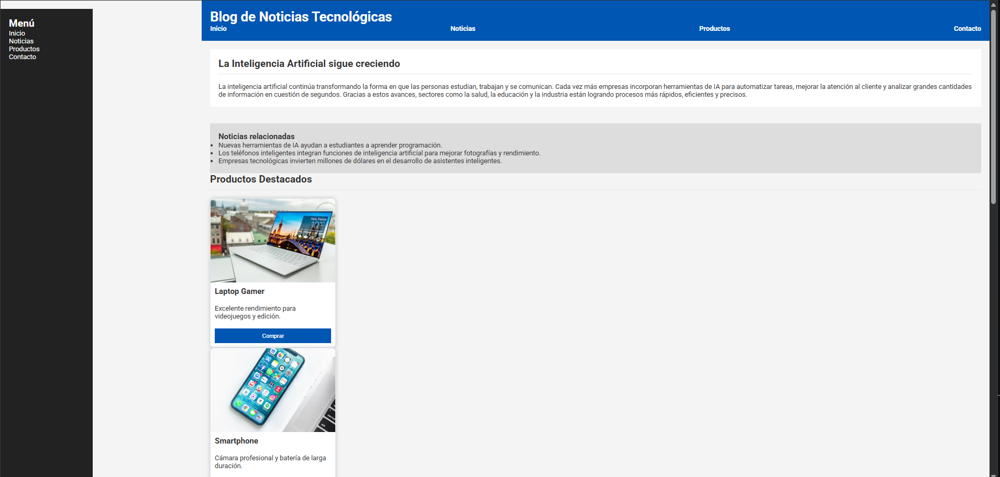 Menú
Inicio
Noticias
Productos
Contacto
Blog de Noticias Tecnológicas
Inicio Noticias Productos Contacto
La Inteligencia Artificial sigue creciendo
La inteligencia artificial continúa transformando la forma en que las personas estudian, trabajan y se comunican. Cada vez más empresas incorporan herramientas de IA para automatizar tareas, mejorar la atención al cliente y analizar grandes cantidades
de información en cuestión de segundos. Gracias a estos avances, sectores como la salud, la educación y la industria están logrando procesos más rápidos, eficientes y precisos.
Noticias relacionadas
Nuevas herramientas de IA ayudan a estudiantes a aprender programación.
Los teléfonos inteligentes integran funciones de inteligencia artificial para mejorar fotografías y rendimiento.
Empresas tecnológicas invierten millones de dólares en el desarrollo de asistentes inteligentes.
Productos Destacados
Paris, France
Laptop Gamer
Excelente rendimiento para
videojuegos y edición.
Comprar
Smartphone
Cámara profesional y batería de larga
duración.